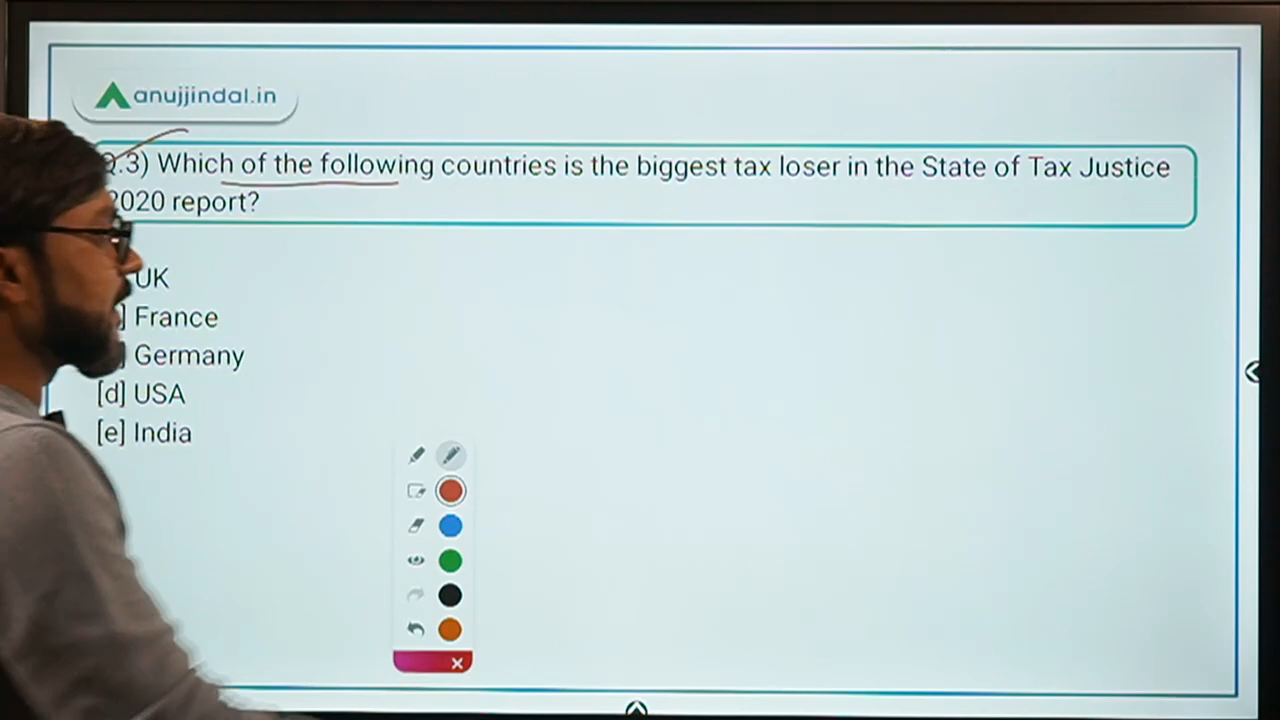 anujjindal.in
.3) Which of the following countries is the biggest tax loser in the State of Tax Justice
2020 report?
UK
] France
] Germany
[d] USA
[e] India